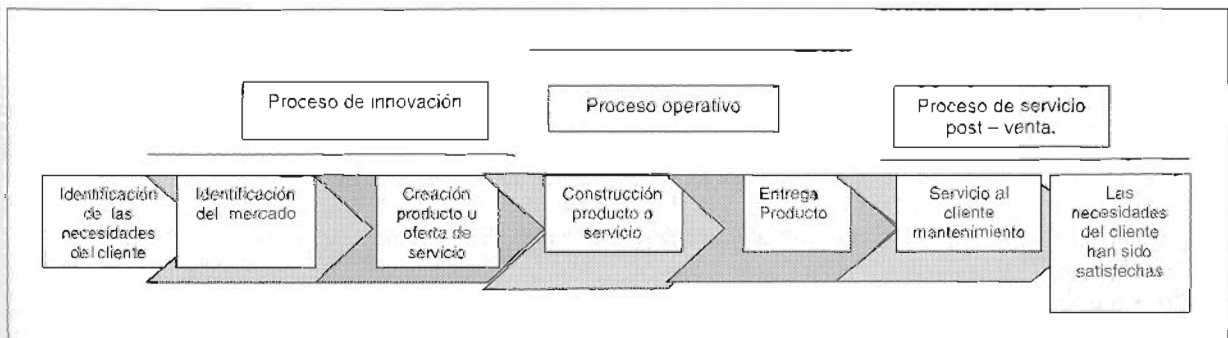 Proceso de innovación
Proceso operativo
Proceso de servicio
post – venta.
Identificación
de las
necesidades
del cliente
Identificación
del mercado
Creación
producto u
oferta de
servicio
Construcción
producto o
servicio
Entrega
Producto
Servicio al
cliente
mantenimiento
Las
necesidades
del cliente
han sido
satisfechas